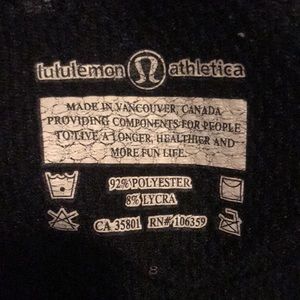 lululemon athletica
MADE IN VANCOUVER, CANADA
PROVIDING COMPONENTS FOR PEOPLE
TO LIVE A LONGER, HEALTHIER AND
MORE FUN LIFE.
92% POLYESTER
8% LYCRA
CA 35801 RN# 106359
8